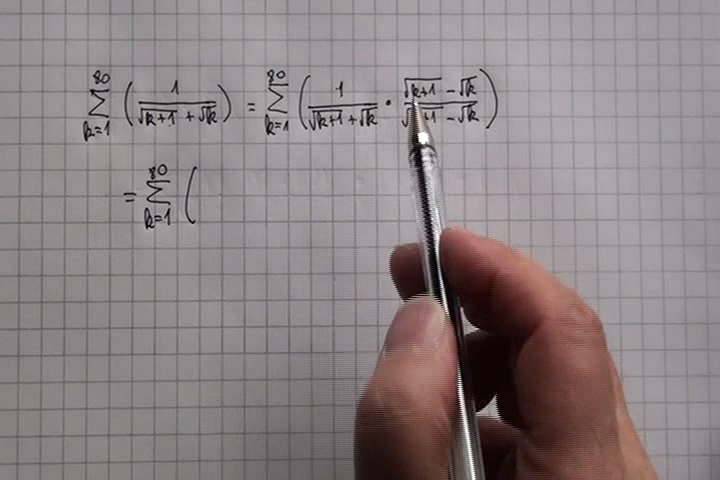 ∑_{k=1}^{80} (1/(√(k+1) + √k)) = ∑_{k=1}^{80} (1/(√(k+1) + √k) · (√(k+1) - √k)/(√(k+1) - √k))
= ∑_{k=1}^{80} (